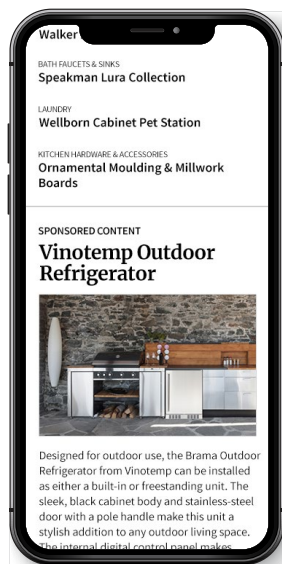 Walker
BATH FAUCETS & SINKS
Speakman Lura Collection
LAUNDRY
Wellborn Cabinet Pet Station
KITCHEN HARDWARE & ACCESSORIES
Ornamental Moulding & Millwork
Boards
SPONSORED CONTENT
Vinotemp Outdoor
Refrigerator
Designed for outdoor use, the Brama Outdoor
Refrigerator from Vinotemp can be installed
as either a built-in or freestanding unit. The
sleek, black cabinet body and stainless-steel
door with a pole handle make this unit a
stylish addition to any outdoor living space.
The internal digital control panel makes